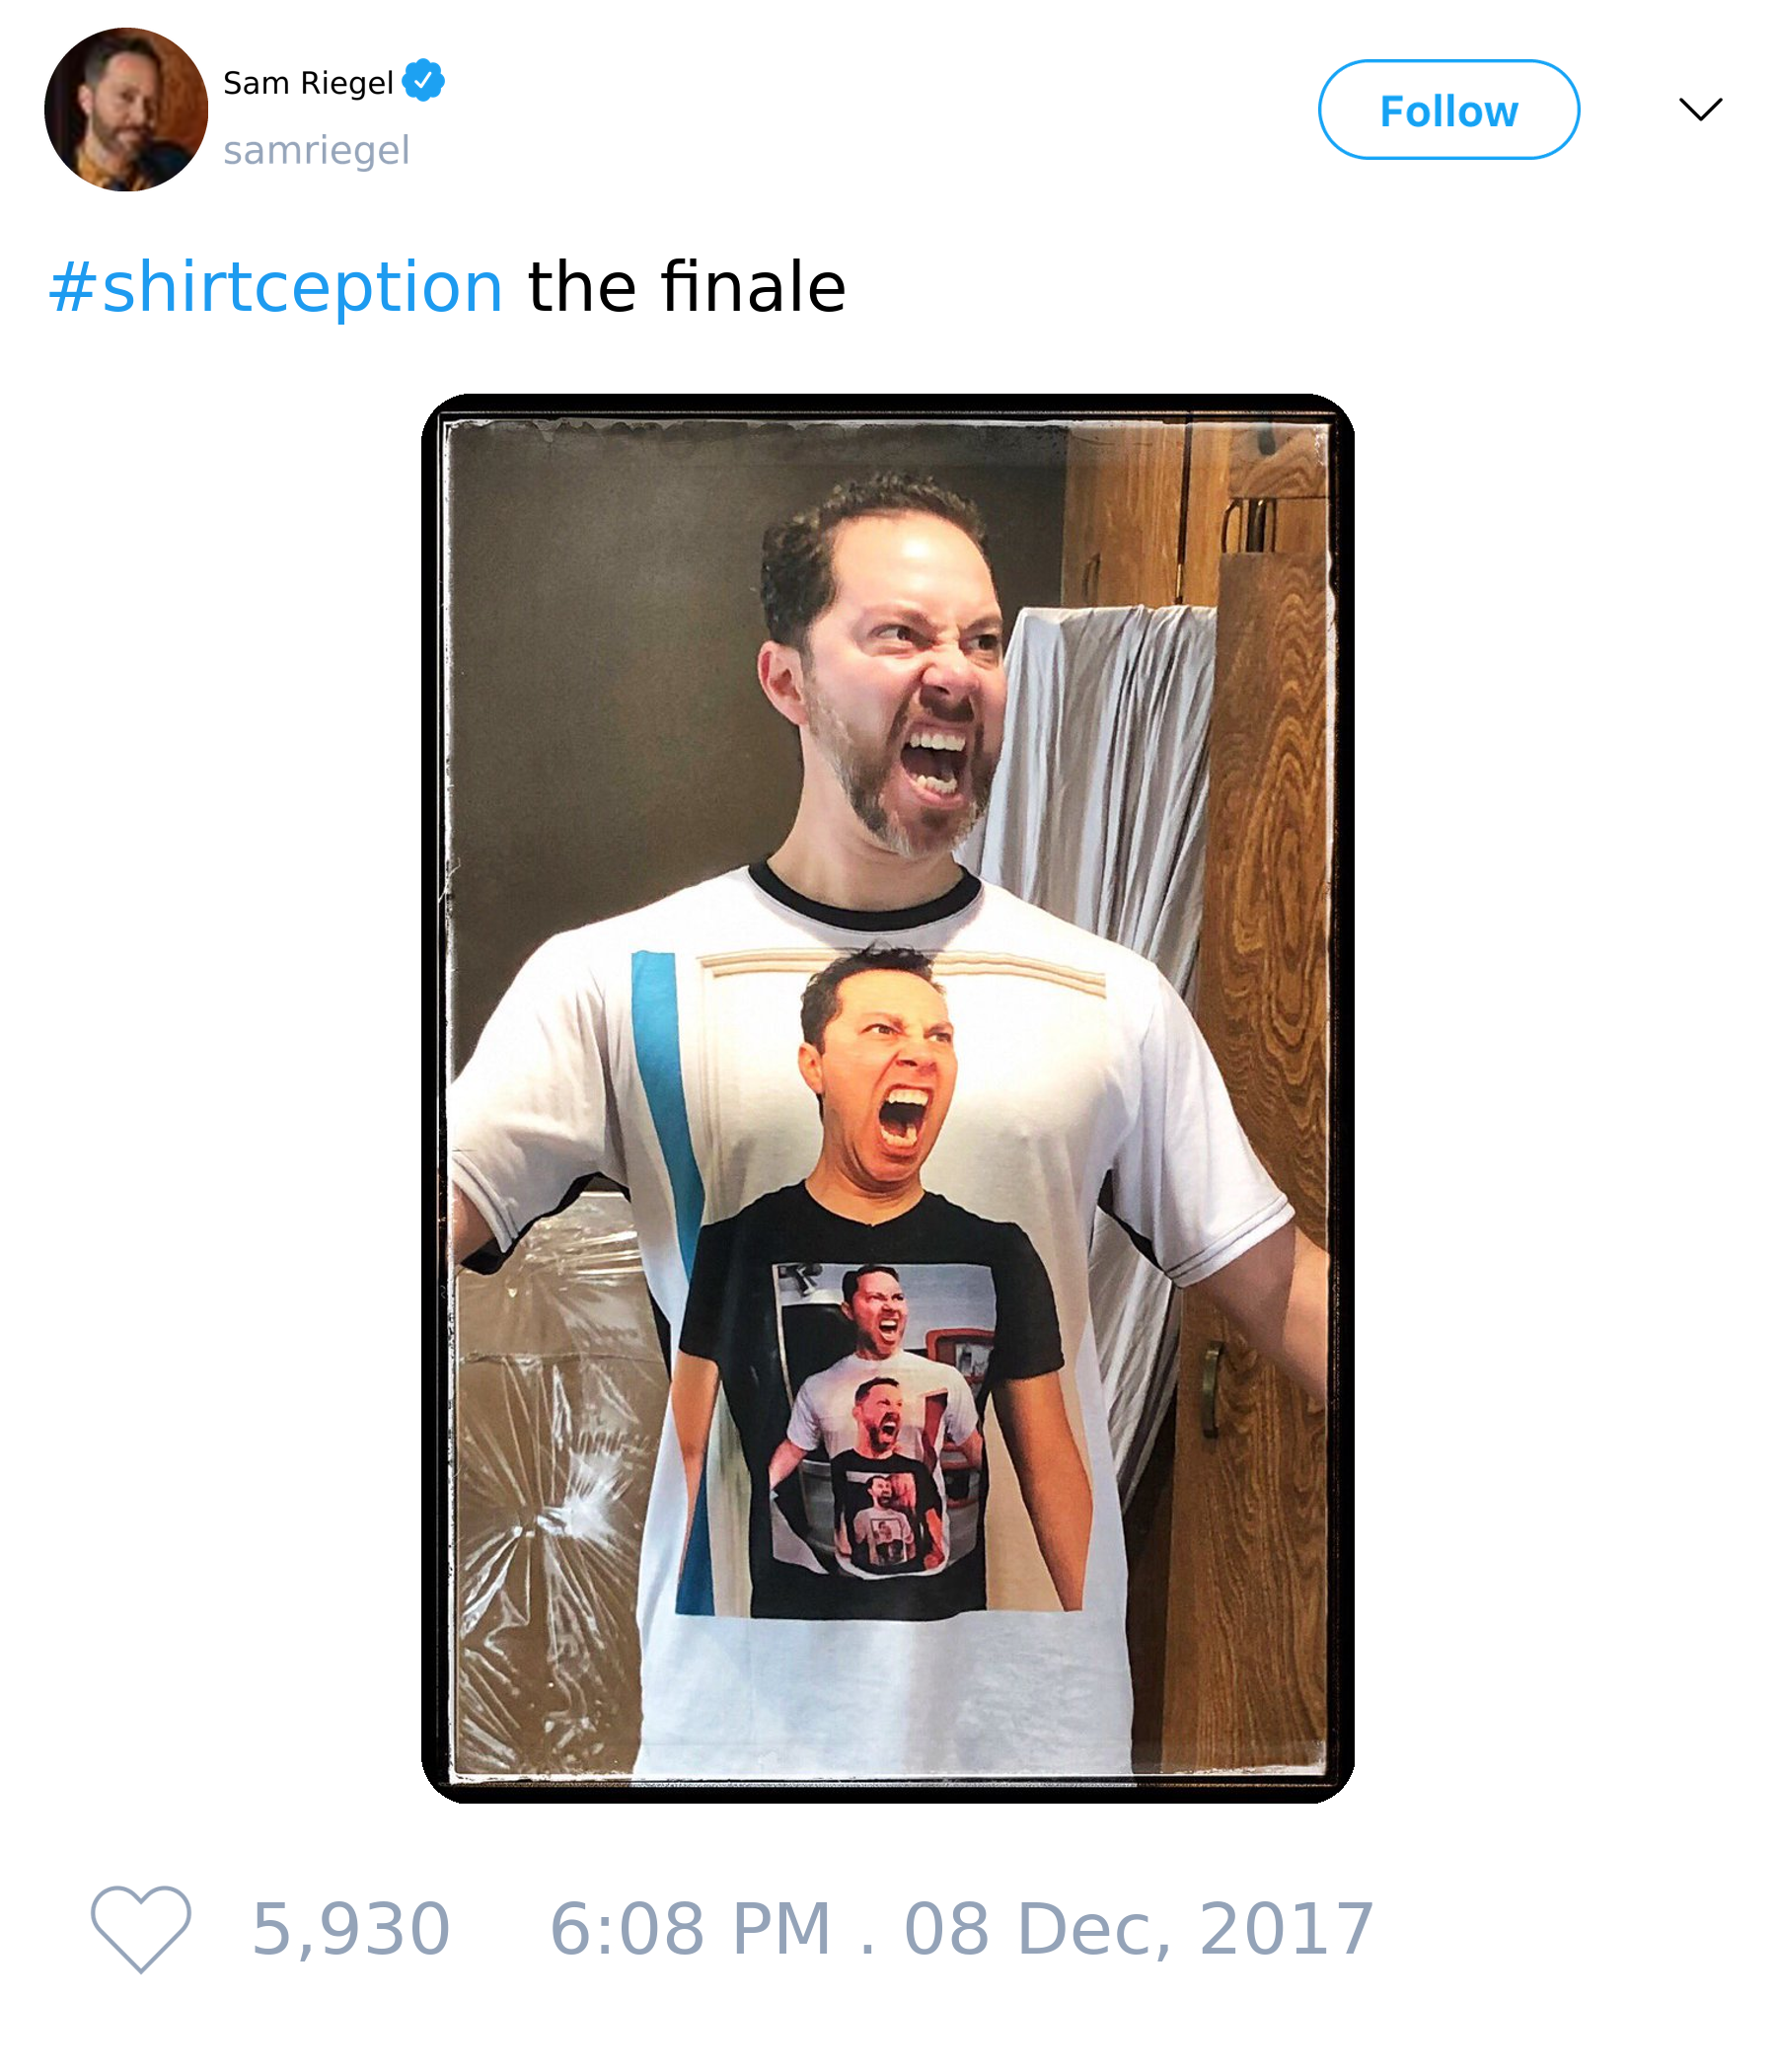 Sam Riegel
samriegel
Follow
#shirtception the finale
5,930 6:08 PM . 08 Dec, 2017